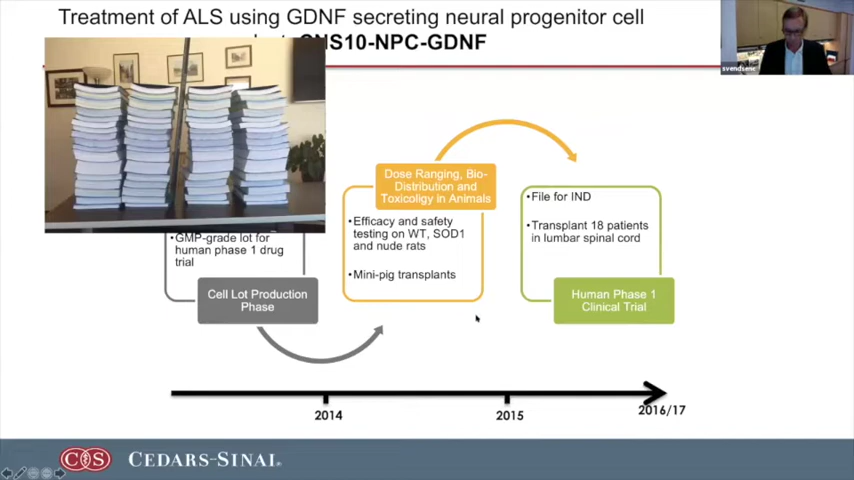 Treatment of ALS using GDNF secreting neural progenitor cell
CNS10-NPC-GDNF
svendsenc
•GMP-grade lot for
human phase 1 drug
trial
Cell Lot Production
Phase
Dose Ranging, Bio-
Distribution and
Toxicoligy in Animals
•Efficacy and safety
testing on WT, SOD1
and nude rats
•Mini-pig transplants
•File for IND
•Transplant 18 patients
in lumbar spinal cord
Human Phase 1
Clinical Trial
2014
2015
2016/17
CS
CEDARS-SINAI®